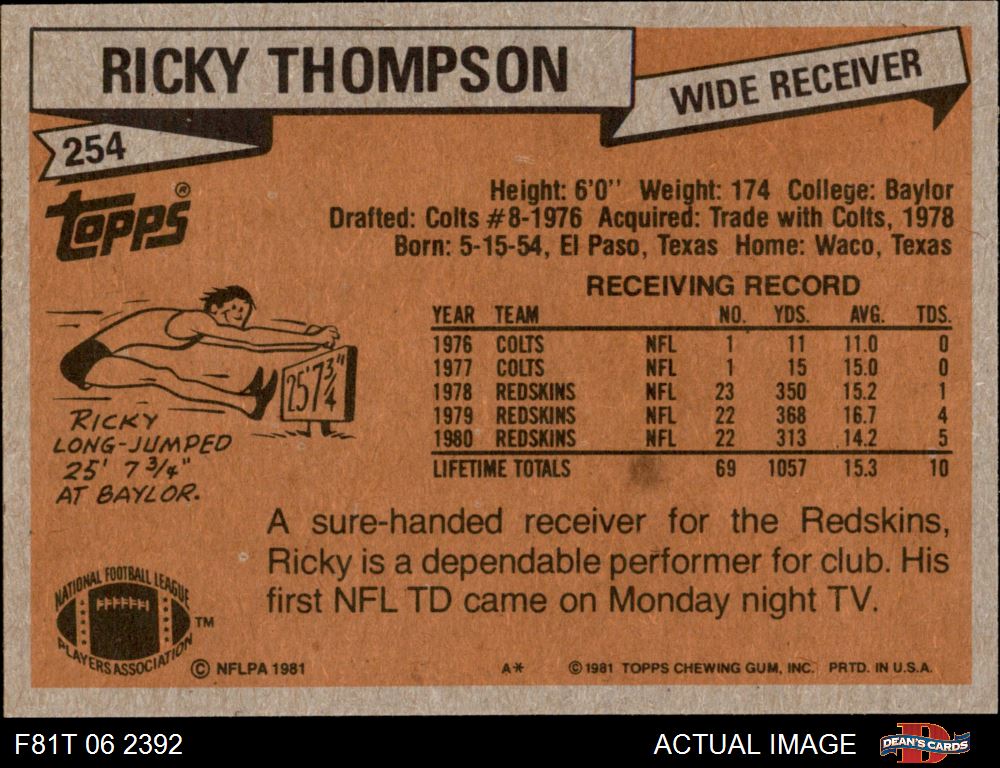 RICKY THOMPSON
WIDE RECEIVER
254
TOPPS®
Height: 6'0" Weight: 174 College: Baylor
Drafted: Colts #8-1976 Acquired: Trade with Colts, 1978
Born: 5-15-54, El Paso, Texas Home: Waco, Texas
RECEIVING RECORD
YEAR TEAM NO. YDS. AVG. TDS.
1976 COLTS NFL 1 11 11.0 0
1977 COLTS NFL 1 15 15.0 0
1978 REDSKINS NFL 23 350 15.2 1
1979 REDSKINS NFL 22 368 16.7 4
1980 REDSKINS NFL 22 313 14.2 5
LIFETIME TOTALS 69 1057 15.3 10
25'7 3/4"
RICKY
LONG-JUMPED
25' 7 3/4"
AT BAYLOR.
A sure-handed receiver for the Redskins,
Ricky is a dependable performer for club. His
first NFL TD came on Monday night TV.
NATIONAL FOOTBALL LEAGUE
PLAYERS ASSOCIATION
TM
© NFLPA 1981
A*
© 1981 TOPPS CHEWING GUM, INC. PRTD. IN U.S.A.
F81T 06 2392
ACTUAL IMAGE
D
DEAN'S CARDS